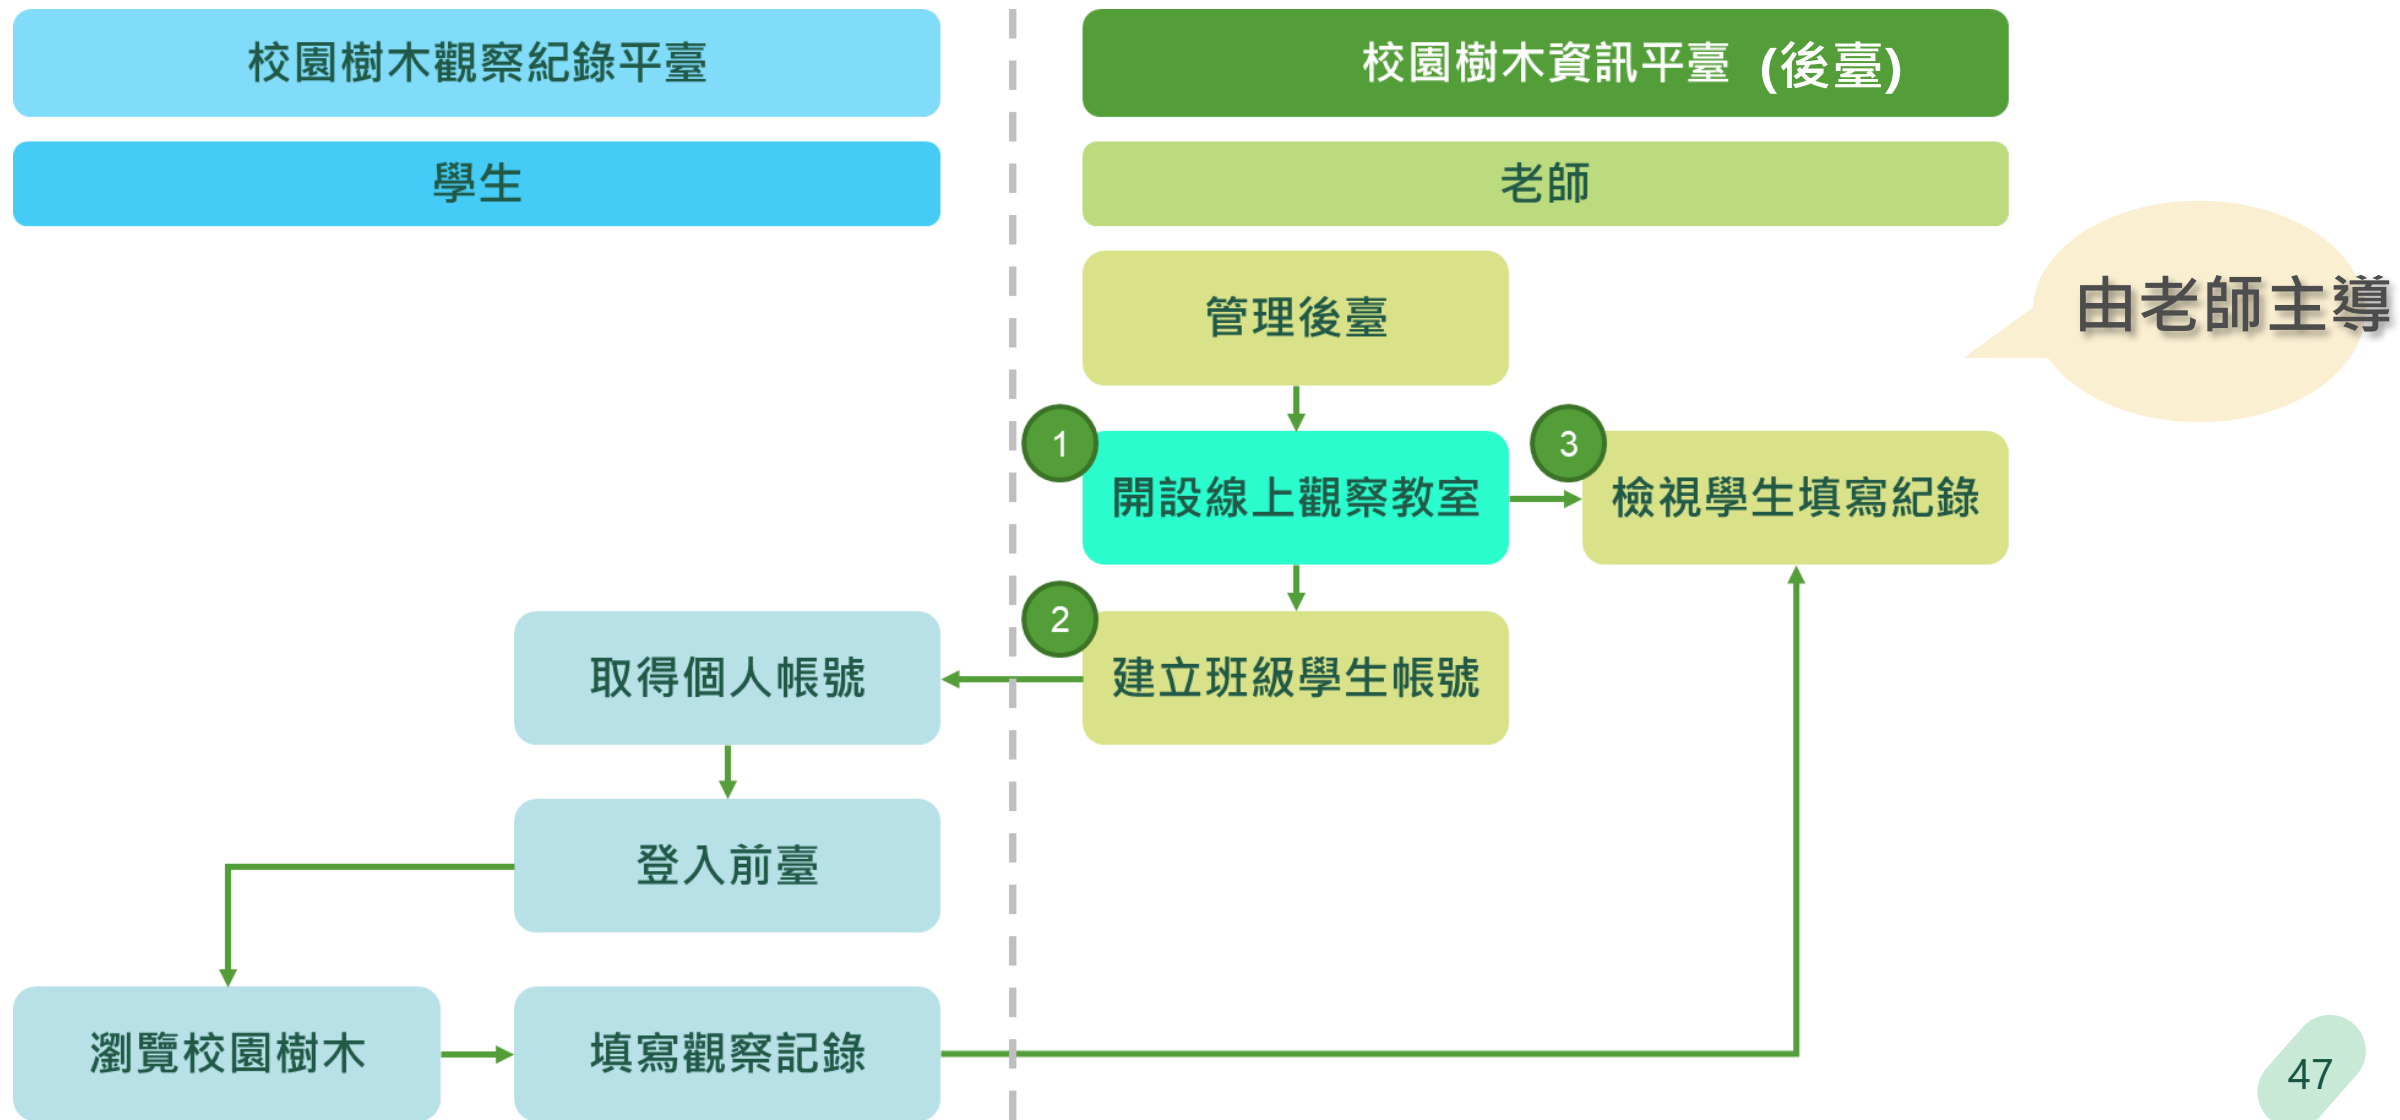 校園樹木觀察紀錄平臺
校園樹木資訊平臺 (後臺)
學生
老師
管理後臺
由老師主導
1
開設線上觀察教室
3
檢視學生填寫紀錄
取得個人帳號
2
建立班級學生帳號
登入前臺
瀏覽校園樹木
填寫觀察記錄
47